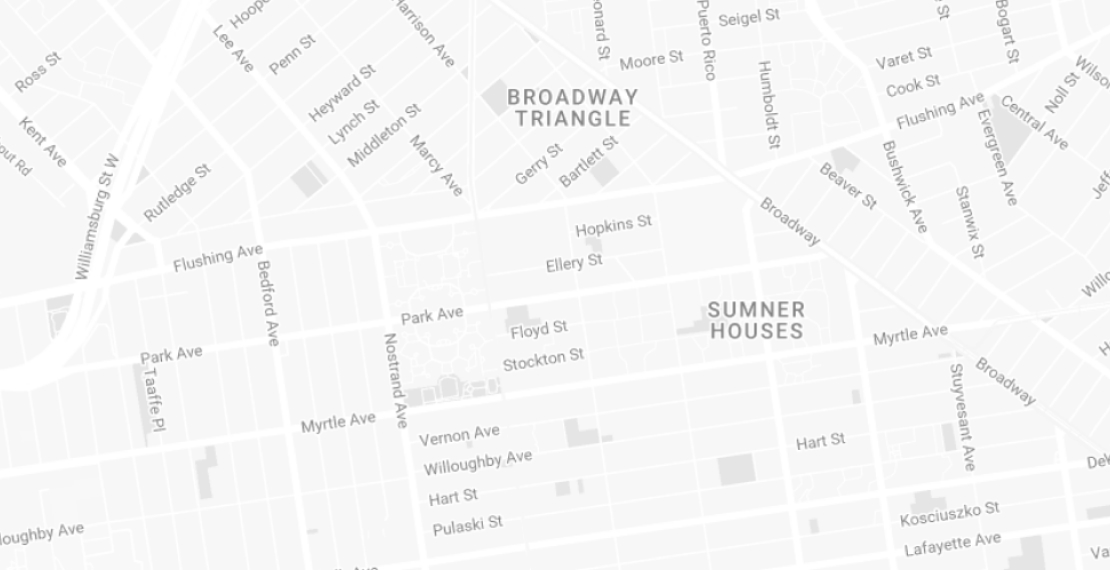 Hoope
Lee Ave
Penn St
Harrison Ave
onard St
Puerto Rico
Seigel St
St
Bogart St
Ross St
Moore St
Varet St
Wilso
Heyward St
Lynch St
Middleton St
BROADWAY
TRIANGLE
Humboldt St
Cook St
Flushing Ave
Noll St
Central Ave
Kent Ave
out Rd
Marcy Ave
Gerry St
Bartlett St
Evergreen Ave
Rutledge St
Beaver St
Bushwick Ave
Jeff
Williamsburg St W
Hopkins St
Broadway
Stanwix St
Flushing Ave
Ellery St
Bedford Ave
Willo
Park Ave
Floyd St
SUMNER
HOUSES
Myrtle Ave
H
Park Ave
Taaffe Pl
Nostrand Ave
Stockton St
Stuyvesant Ave
Broadway
Myrtle Ave
Vernon Ave
Hart St
Willoughby Ave
Dek
Hart St
Pulaski St
Kosciuszko St
loughby Ave
Lafayette Ave
Va